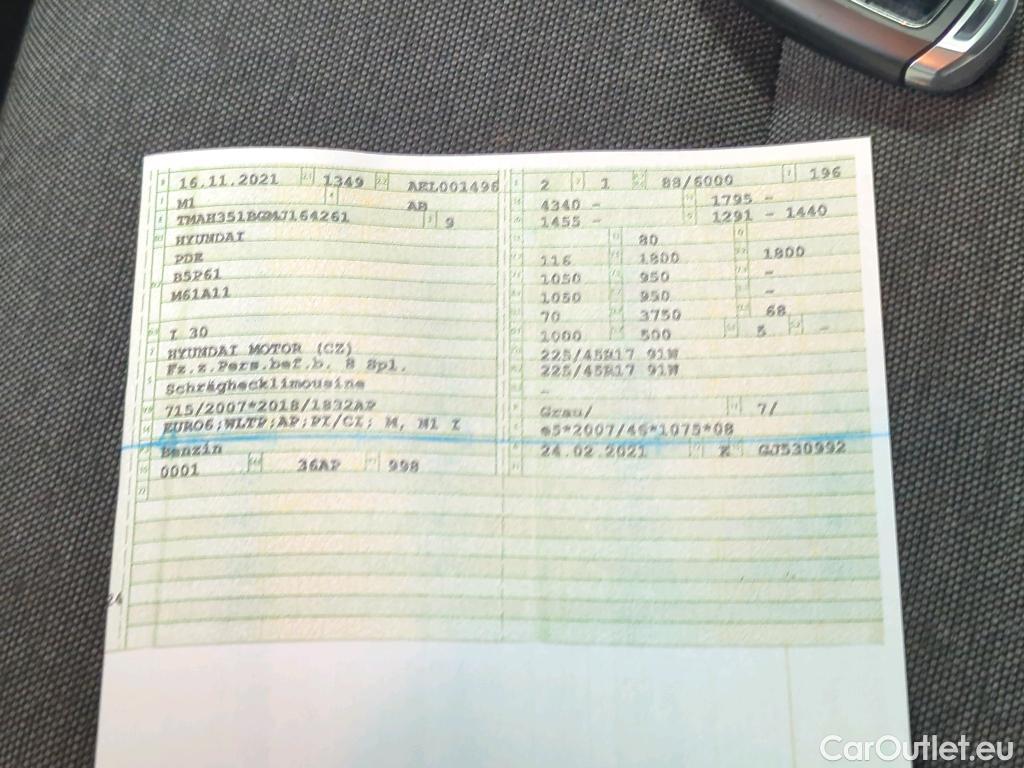 16.11.2021 1349 AEL001496
M1 AB
TMAH351BGMJ164261 9
HYUNDAI
PDE
B5P61
M61A11
I 30
HYUNDAI MOTOR (CZ)
Fz.z.Pers.bef.b. 8 Spl.
Schräghecklimousine
715/2007*2018/1832AP
EURO6;WLTP;AP;PI/CI; M, N1 I
Benzin
0001 36AP 998
2 1 88/6000 196
4340 - 1795 -
1455 - 1291 - 1440
80
116 1800 1800
1050 950 -
1050 950 -
70 3750 68
1000 500 5 -
225/45R17 91W
225/45R17 91W
-
Grau/ 7/
e5*2007/46*1075*08
24.02.2021 K GJ530992
24
CarOutlet.eu